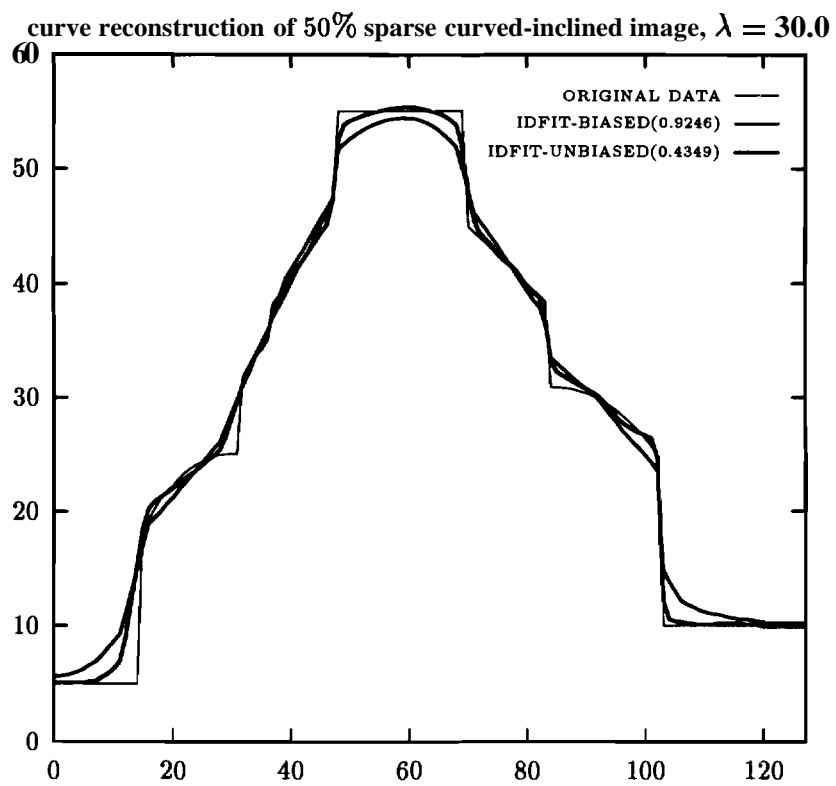 curve reconstruction of 50% sparse curved-inclined image, λ = 30.0
60
ORIGINAL DATA
IDFIT-BIASED(0.9246)
IDFIT-UNBIASED(0.4349)
50
40
30
20
10
0
0 20 40 60 80 100 120